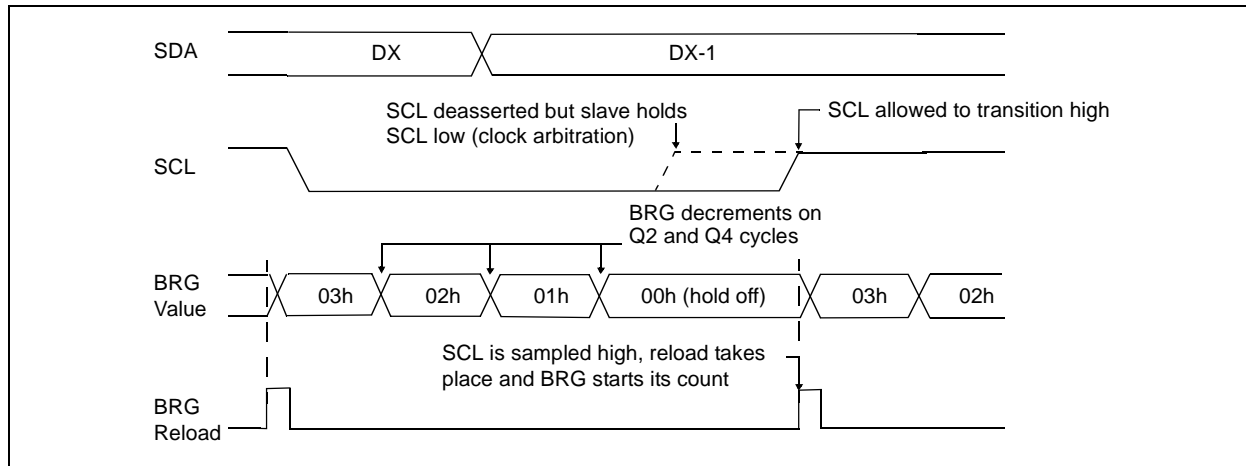 SDA
DX
DX-1
SCL deasserted but slave holds
SCL low (clock arbitration)
SCL allowed to transition high
SCL
BRG decrements on
Q2 and Q4 cycles
BRG
Value
03h
02h
01h
00h (hold off)
03h
02h
SCL is sampled high, reload takes
place and BRG starts its count
BRG
Reload